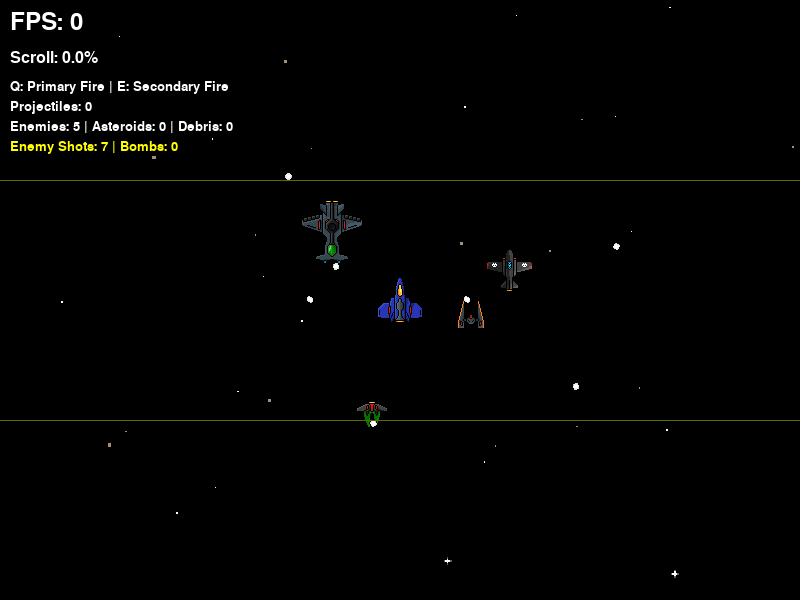 FPS: 0
Scroll: 0.0%
Q: Primary Fire | E: Secondary Fire
Projectiles: 0
Enemies: 5 | Asteroids: 0 | Debris: 0
Enemy Shots: 7 | Bombs: 0